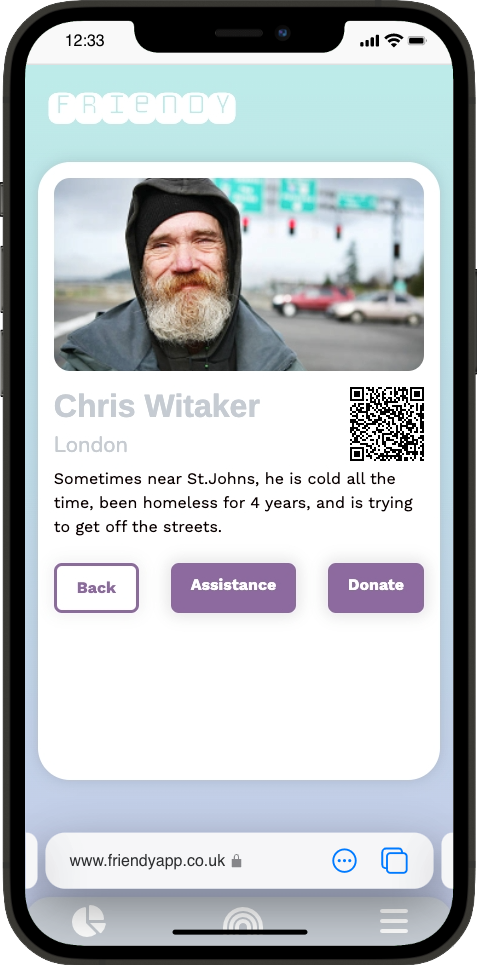 12:33
FRIENDY
Chris Witaker
London
Sometimes near St.Johns, he is cold all the
time, been homeless for 4 years, and is trying
to get off the streets.
Back
Assistance
Donate
www.friendyapp.co.uk